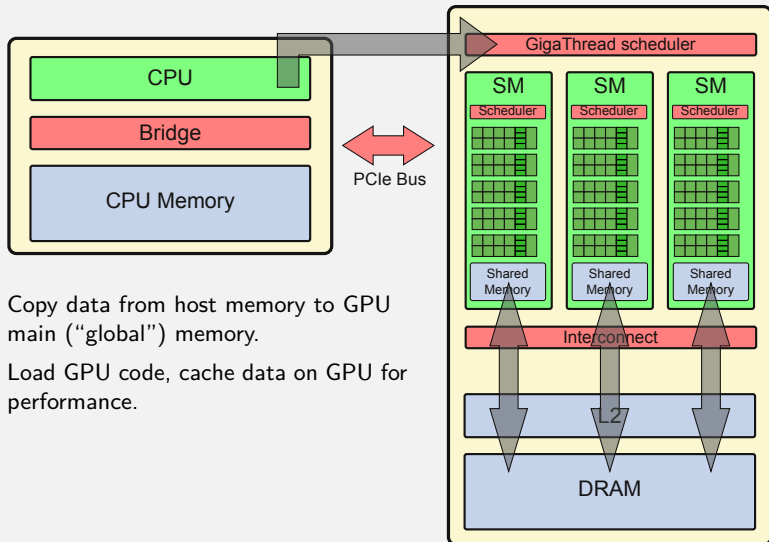 CPU
Bridge
CPU Memory
PCIe Bus
GigaThread scheduler
SM
Scheduler
Shared
Memory
SM
Scheduler
Shared
Memory
SM
Scheduler
Shared
Memory
Interconnect
L2
DRAM
Copy data from host memory to GPU
main (“global”) memory.
Load GPU code, cache data on GPU for
performance.